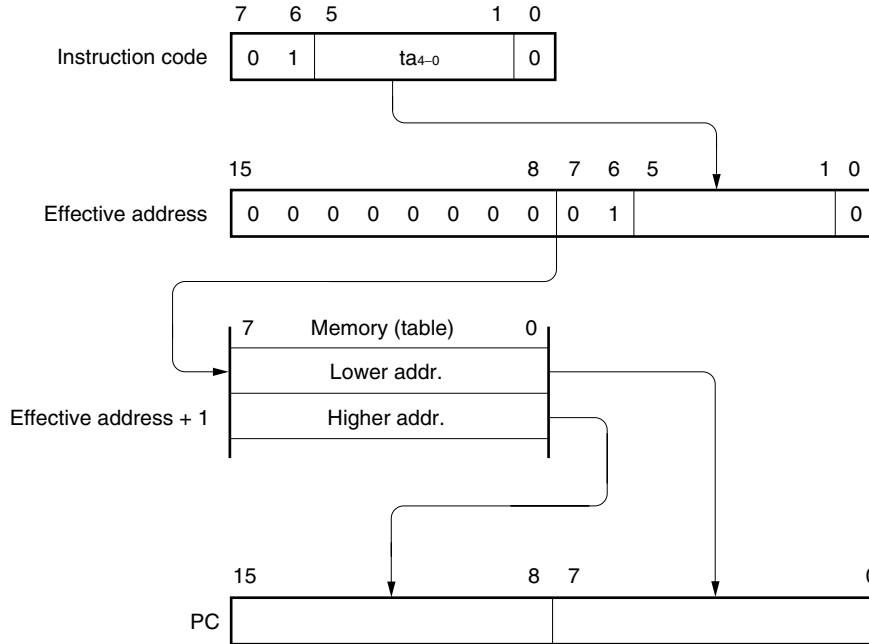 7 6 5 1 0
Instruction code 0 1 ta4–0 0
15 8 7 6 5 1 0
Effective address 0 0 0 0 0 0 0 0 0 1 0
7 Memory (table) 0
Lower addr.
Effective address + 1 Higher addr.
15 8 7 0
PC